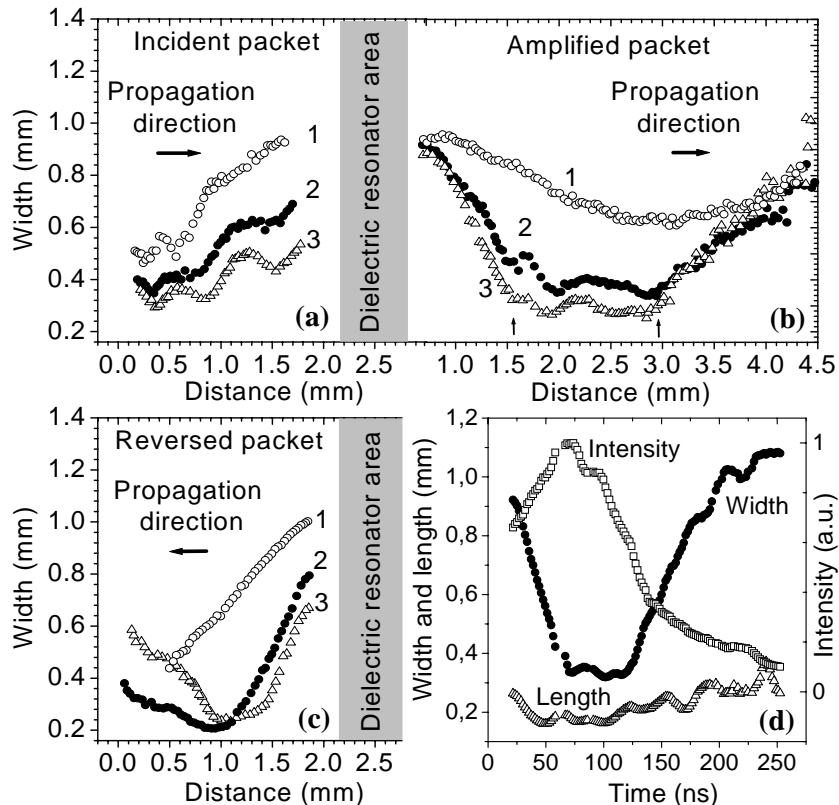 Incident packet
Propagation
direction
1
2
3
(a)
Dielectric resonator area
Width (mm)
1.4
1.2
1.0
0.8
0.6
0.4
0.2
0.0 0.5 1.0 1.5 2.0 2.5
Distance (mm)
Amplified packet
Propagation
direction
1
2
3
(b)
1.0 1.5 2.0 2.5 3.0 3.5 4.0 4.5
Distance (mm)
Reversed packet
Propagation
direction
1
2
3
(c)
Dielectric resonator area
Width (mm)
1.4
1.2
1.0
0.8
0.6
0.4
0.2
0.0 0.5 1.0 1.5 2.0 2.5
Distance (mm)
Intensity
Width
Length
(d)
Width and length (mm)
1,2
1,0
0,8
0,6
0,4
0,2
1
0
Intensity (a.u.)
0 50 100 150 200 250
Time (ns)